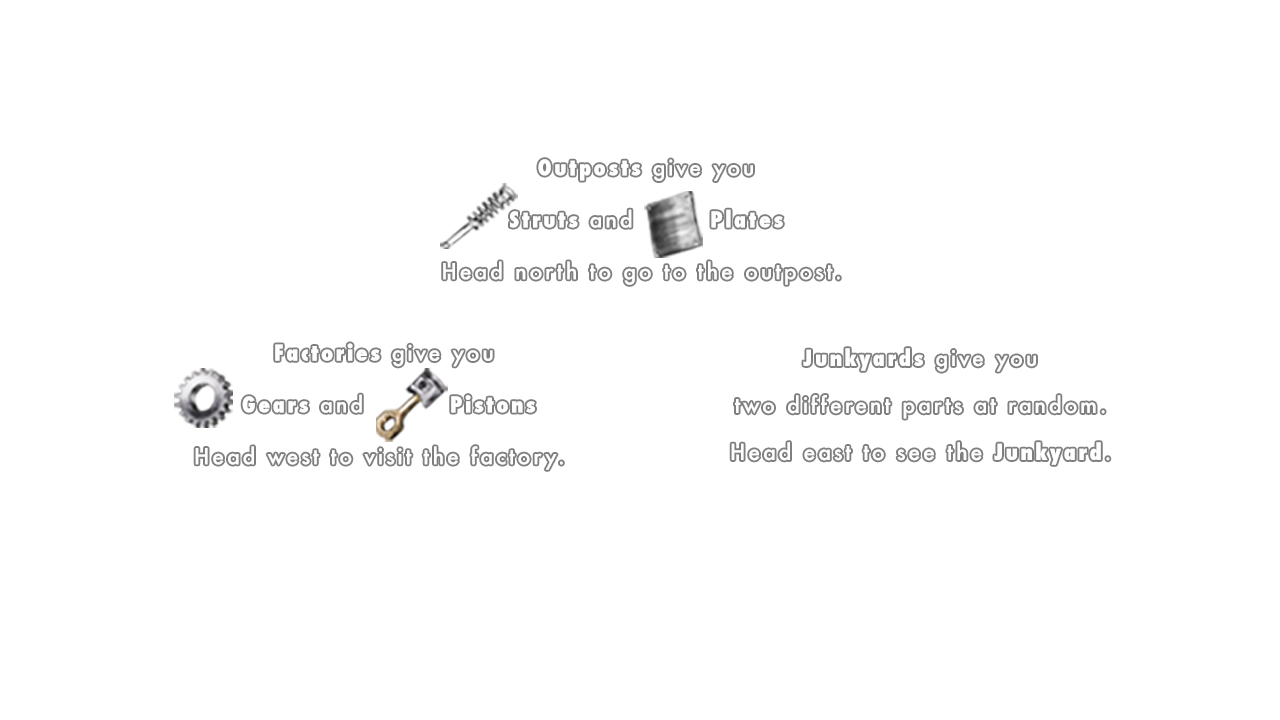 Outposts give you
Struts and Plates
Head north to go to the outpost.
Factories give you
Gears and Pistons
Head west to visit the factory.
Junkyards give you
two different parts at random.
Head east to see the Junkyard.